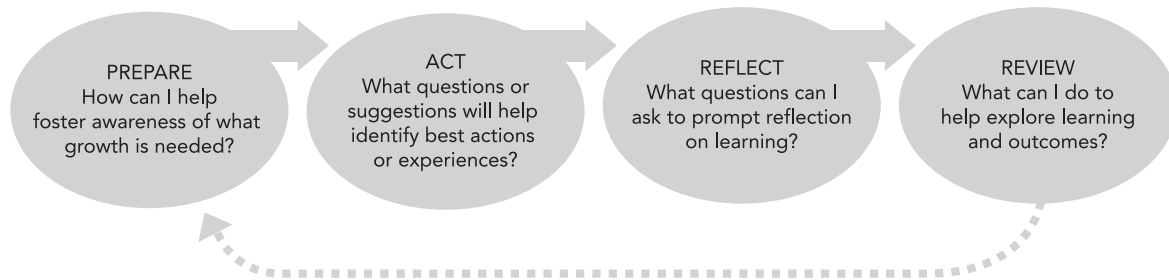 PREPARE
How can I help
foster awareness of what
growth is needed?
ACT
What questions or
suggestions will help
identify best actions
or experiences?
REFLECT
What questions can I
ask to prompt reflection
on learning?
REVIEW
What can I do to
help explore learning
and outcomes?